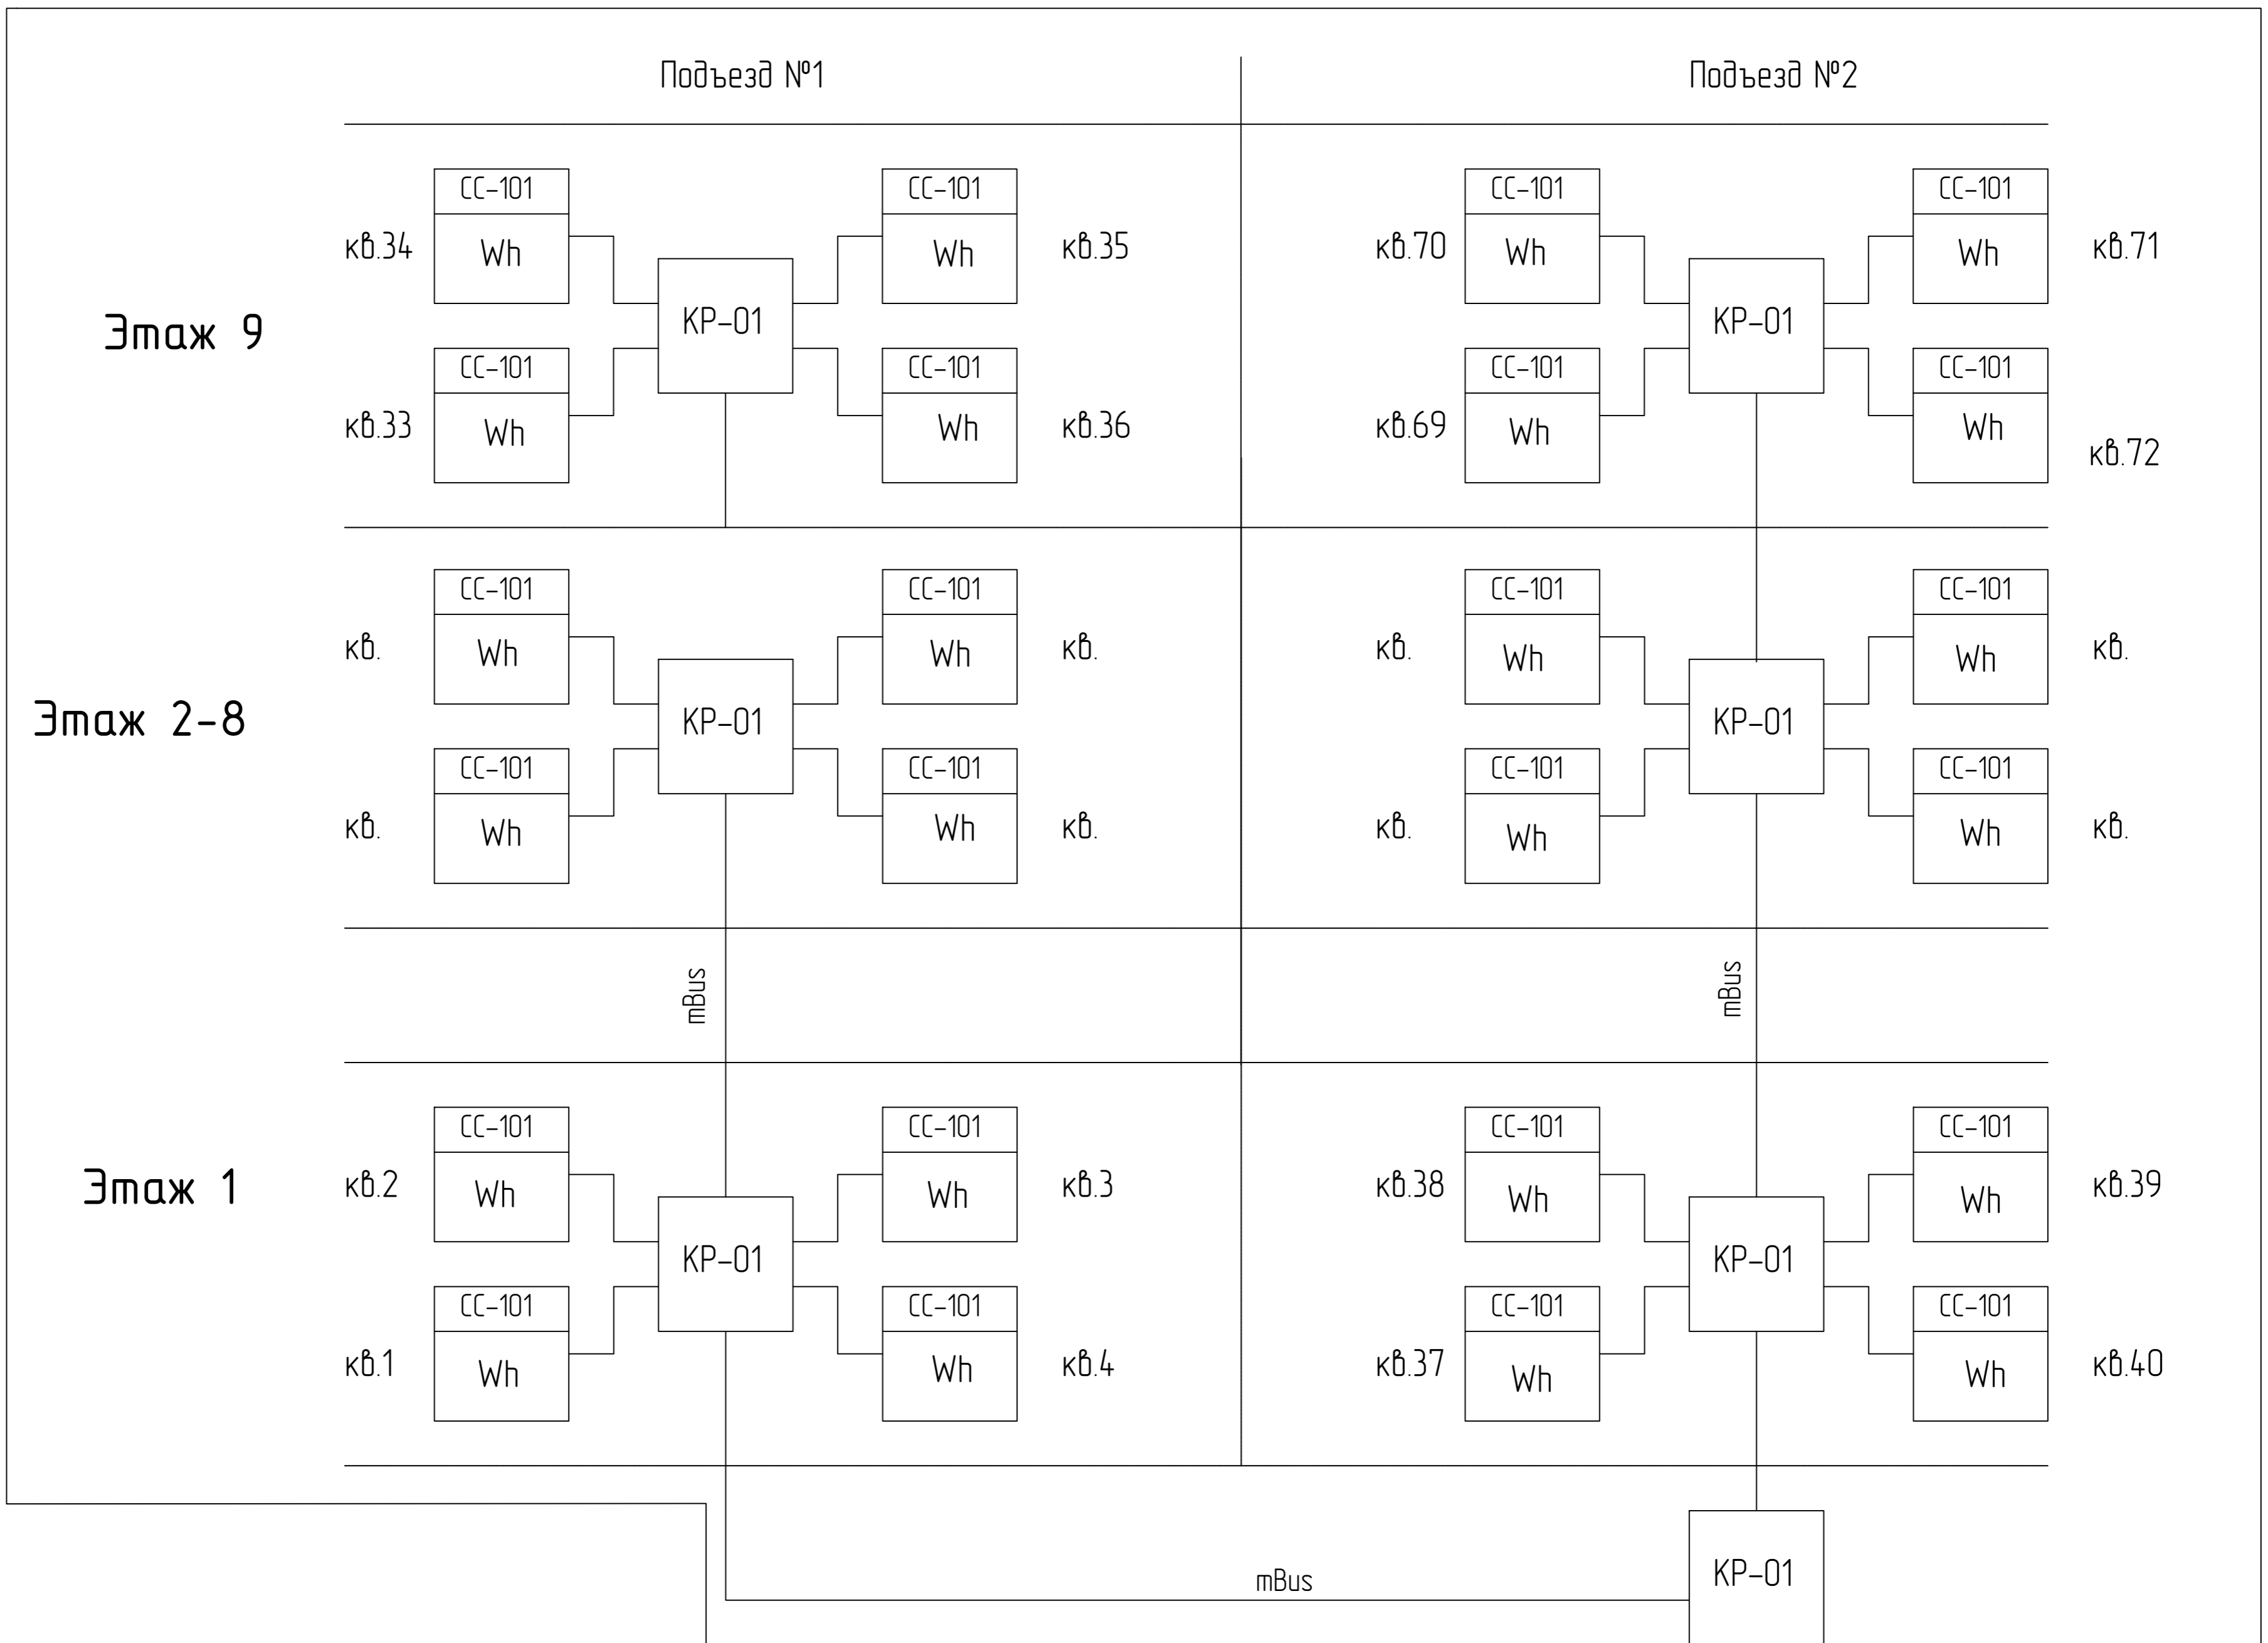 Подъезд №1
Подъезд №2
СС-101
СС-101
СС-101
СС-101
кв.34
Wh
Wh
кв.35
кв.70
Wh
Wh
кв.71
Этаж 9
КР-01
КР-01
СС-101
СС-101
СС-101
СС-101
кв.33
Wh
Wh
кв.36
кв.69
Wh
Wh
кв.72
СС-101
СС-101
СС-101
СС-101
кв.
Wh
Wh
кв.
кв.
Wh
Wh
кв.
Этаж 2-8
КР-01
КР-01
СС-101
СС-101
СС-101
СС-101
кв.
Wh
Wh
кв.
кв.
Wh
Wh
кв.
mBus
mBus
СС-101
СС-101
СС-101
СС-101
Этаж 1
кв.2
Wh
Wh
кв.3
кв.38
Wh
Wh
кв.39
КР-01
КР-01
СС-101
СС-101
СС-101
СС-101
кв.1
Wh
Wh
кв.4
кв.37
Wh
Wh
кв.40
mBus
КР-01